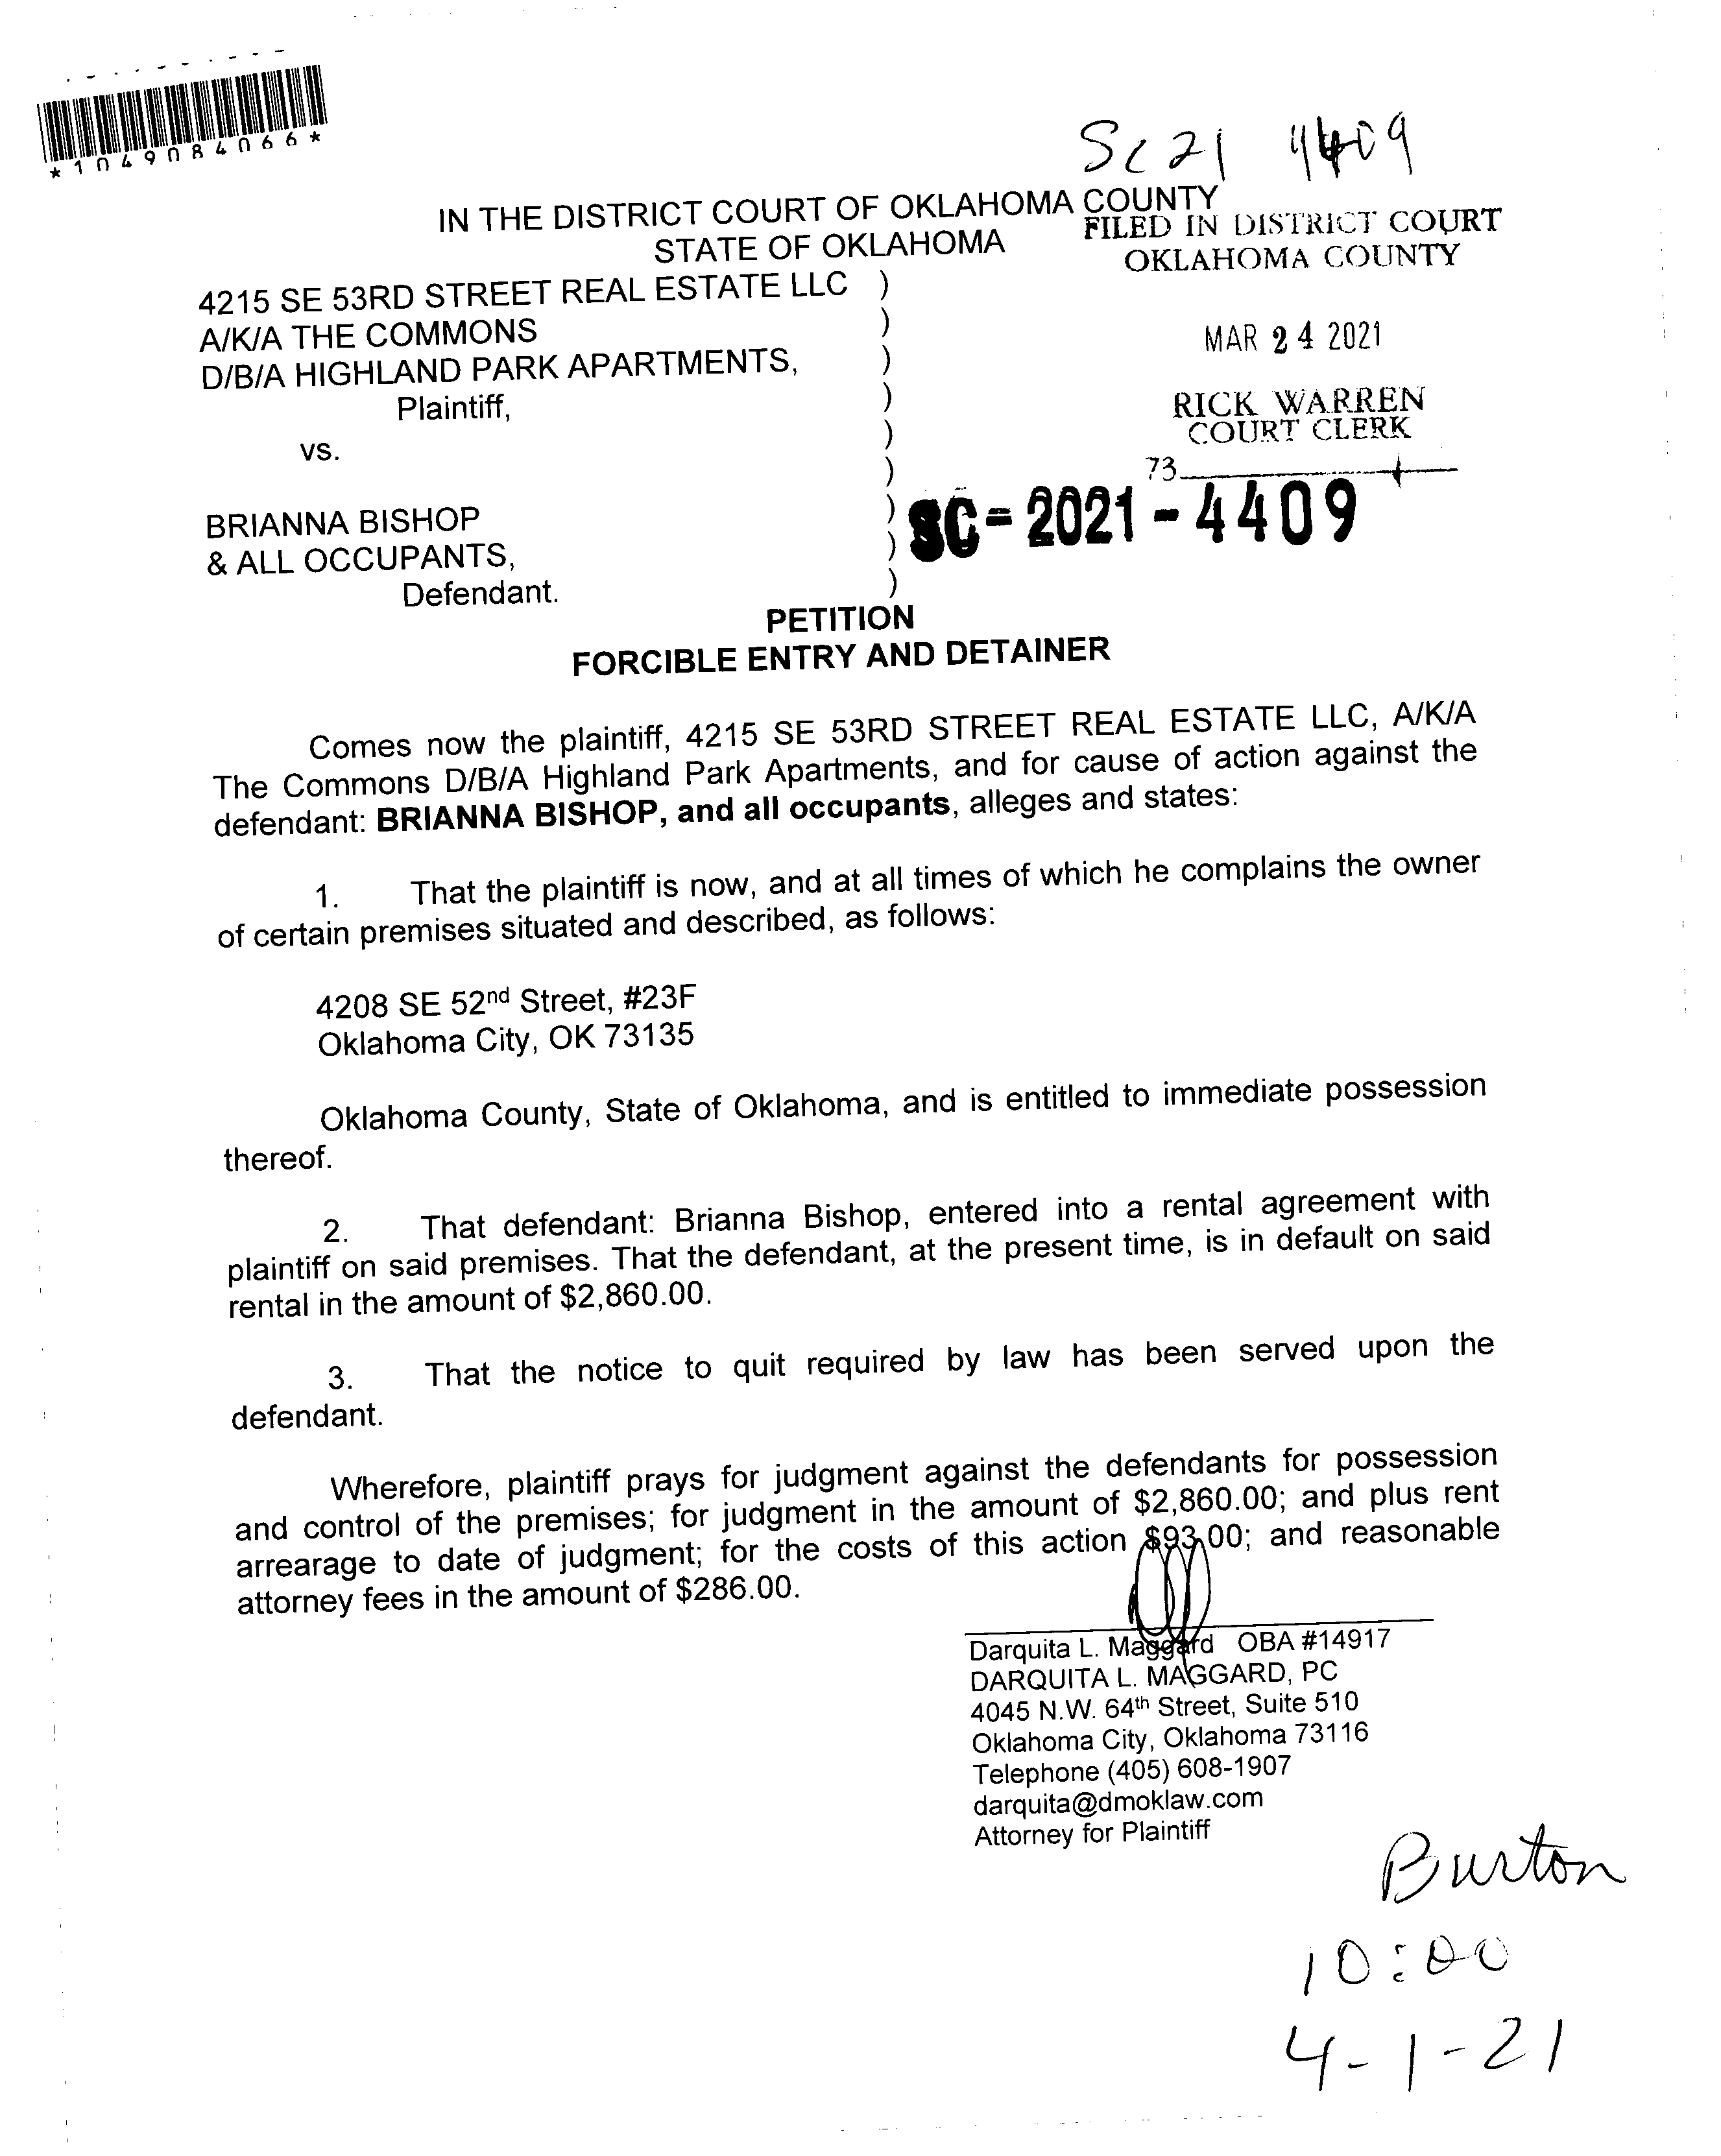 *1049084066*
SC 21 4409
IN THE DISTRICT COURT OF OKLAHOMA COUNTY
STATE OF OKLAHOMA
FILED IN DISTRICT COURT
OKLAHOMA COUNTY
MAR 24 2021
RICK WARREN
COURT CLERK
73
SC-2021-4409
4215 SE 53RD STREET REAL ESTATE LLC )
A/K/A THE COMMONS )
D/B/A HIGHLAND PARK APARTMENTS, )
Plaintiff, )
vs. )
)
BRIANNA BISHOP )
& ALL OCCUPANTS, )
Defendant. )
PETITION
FORCIBLE ENTRY AND DETAINER
Comes now the plaintiff, 4215 SE 53RD STREET REAL ESTATE LLC, A/K/A
The Commons D/B/A Highland Park Apartments, and for cause of action against the
defendant: BRIANNA BISHOP, and all occupants, alleges and states:
1. That the plaintiff is now, and at all times of which he complains the owner
of certain premises situated and described, as follows:
4208 SE 52nd Street, #23F
Oklahoma City, OK 73135
Oklahoma County, State of Oklahoma, and is entitled to immediate possession
thereof.
2. That defendant: Brianna Bishop, entered into a rental agreement with
plaintiff on said premises. That the defendant, at the present time, is in default on said
rental in the amount of $2,860.00.
3. That the notice to quit required by law has been served upon the
defendant.
Wherefore, plaintiff prays for judgment against the defendants for possession
and control of the premises; for judgment in the amount of $2,860.00; and plus rent
arrearage to date of judgment; for the costs of this action $93.00; and reasonable
attorney fees in the amount of $286.00.
Darquita L. Maggard OBA #14917
DARQUITA L. MAGGARD, PC
4045 N.W. 64th Street, Suite 510
Oklahoma City, Oklahoma 73116
Telephone (405) 608-1907
darquita@dmoklaw.com
Attorney for Plaintiff
Burton
10:00
4-1-21